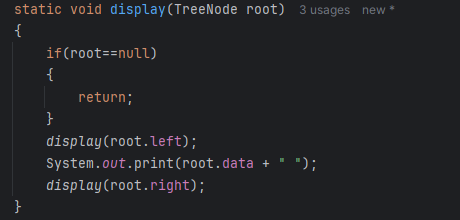 static void display(TreeNode root) 3 usages new *
{
    if(root==null)
    {
        return;
    }
    display(root.left);
    System.out.print(root.data + " ");
    display(root.right);
}